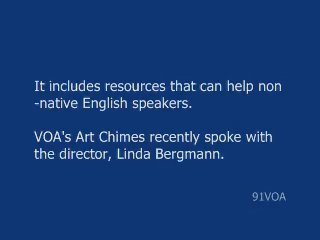 It includes resources that can help non
-native English speakers.
VOA's Art Chimes recently spoke with
the director, Linda Bergmann.
91VOA